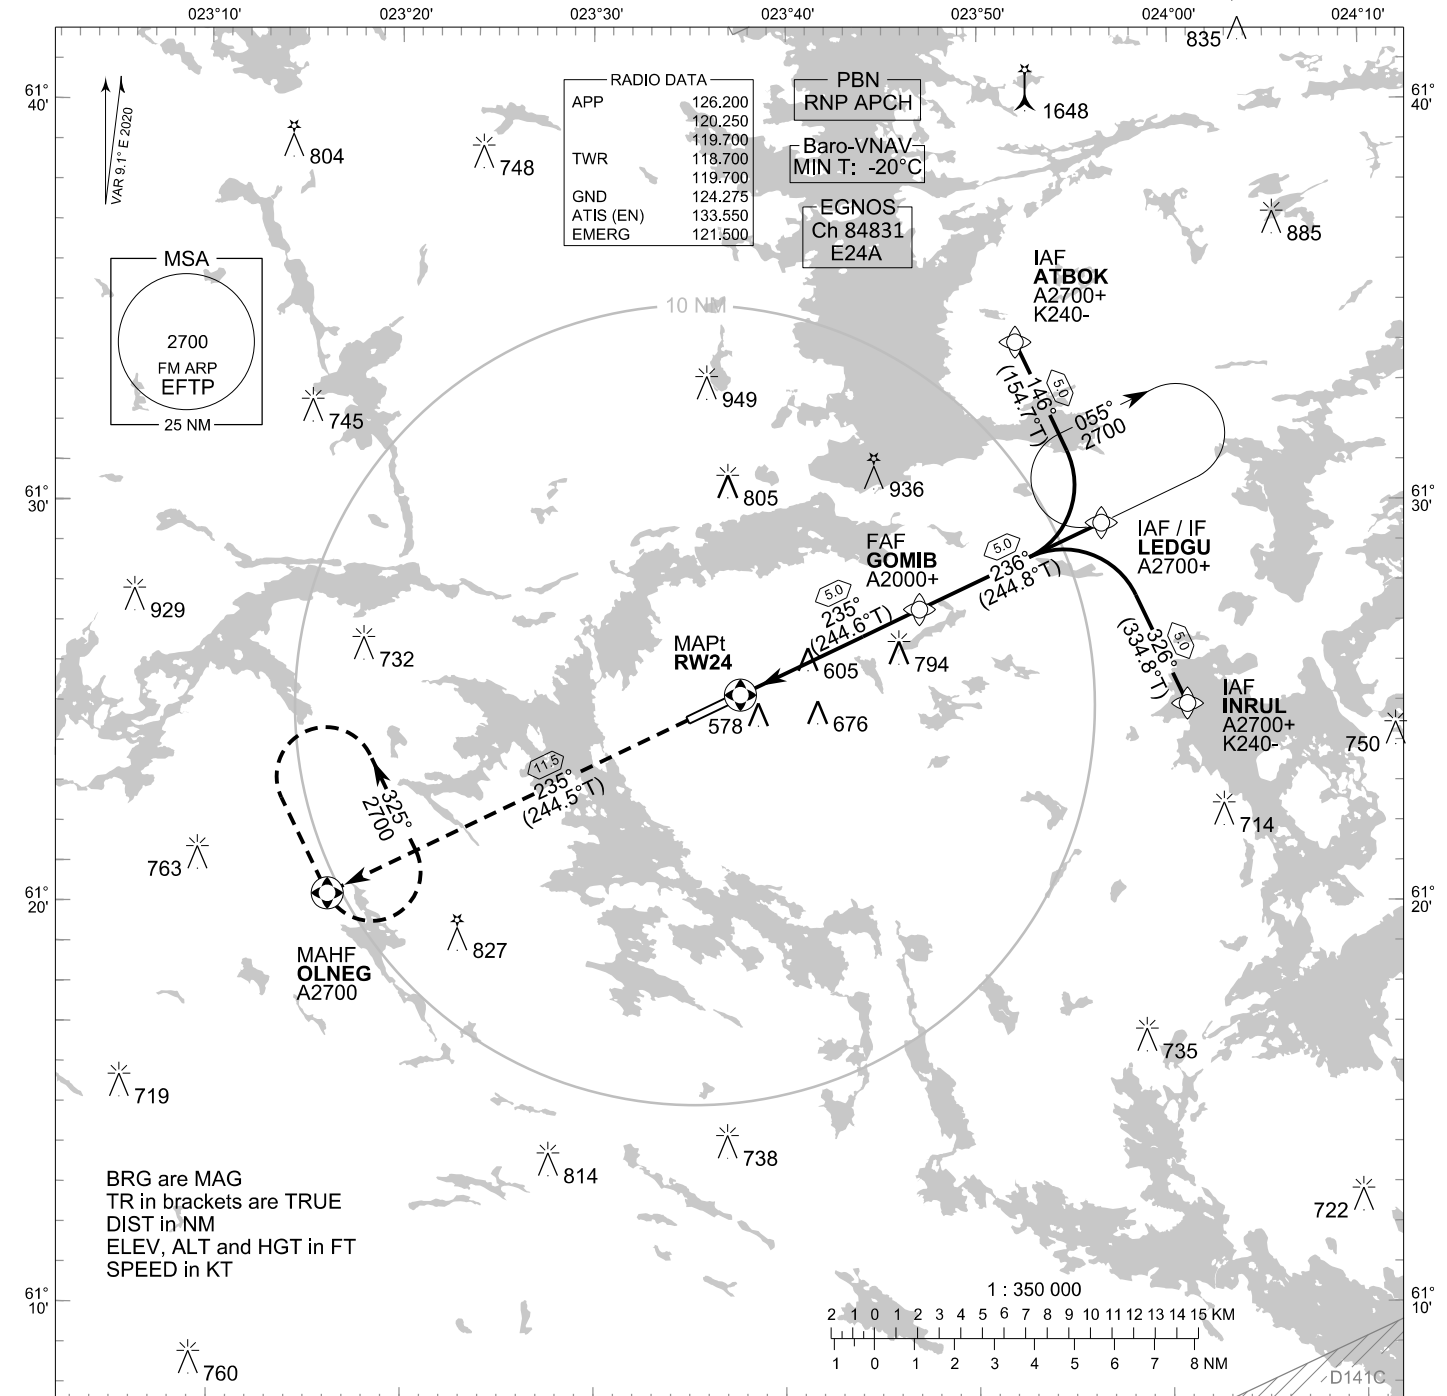 023°10' 023°20' 023°30' 023°40' 023°50' 024°00' 024°10'
835
61°
40'
61°
40'
VAR 9.1° E 2020
804
748
RADIO DATA
APP 126.200
120.250
119.700
TWR 118.700
119.700
GND 124.275
ATIS (EN) 133.550
EMERG 121.500
PBN
RNP APCH
Baro-VNAV
MIN T: -20°C
EGNOS
Ch 84831
E24A
1648
885
MSA
2700
FM ARP
EFTP
25 NM
10 NM
IAF
ATBOK
A2700+
K240-
745
949
146°
(154.7°T)
5.0
055°
2700
805
936
61°
30'
61°
30'
FAF
GOMIB
A2000+
5.0
236°
(244.8°T)
IAF / IF
LEDGU
A2700+
929
732
5.0
235°
(244.6°T)
MAPt
RW24
605
794
326°
(334.8°T)
5.0
IAF
INRUL
A2700+
K240-
578
676
750
11.5
235°
(244.5°T)
325°
2700
714
763
61°
20'
61°
20'
827
MAHF
OLNEG
A2700
735
719
738
814
722
BRG are MAG
TR in brackets are TRUE
DIST in NM
ELEV, ALT and HGT in FT
SPEED in KT
61°
10'
61°
10'
1 : 350 000
2 1 0 1 2 3 4 5 6 7 8 9 10 11 12 13 14 15 KM
1 0 1 2 3 4 5 6 7 8 NM
760
D141C